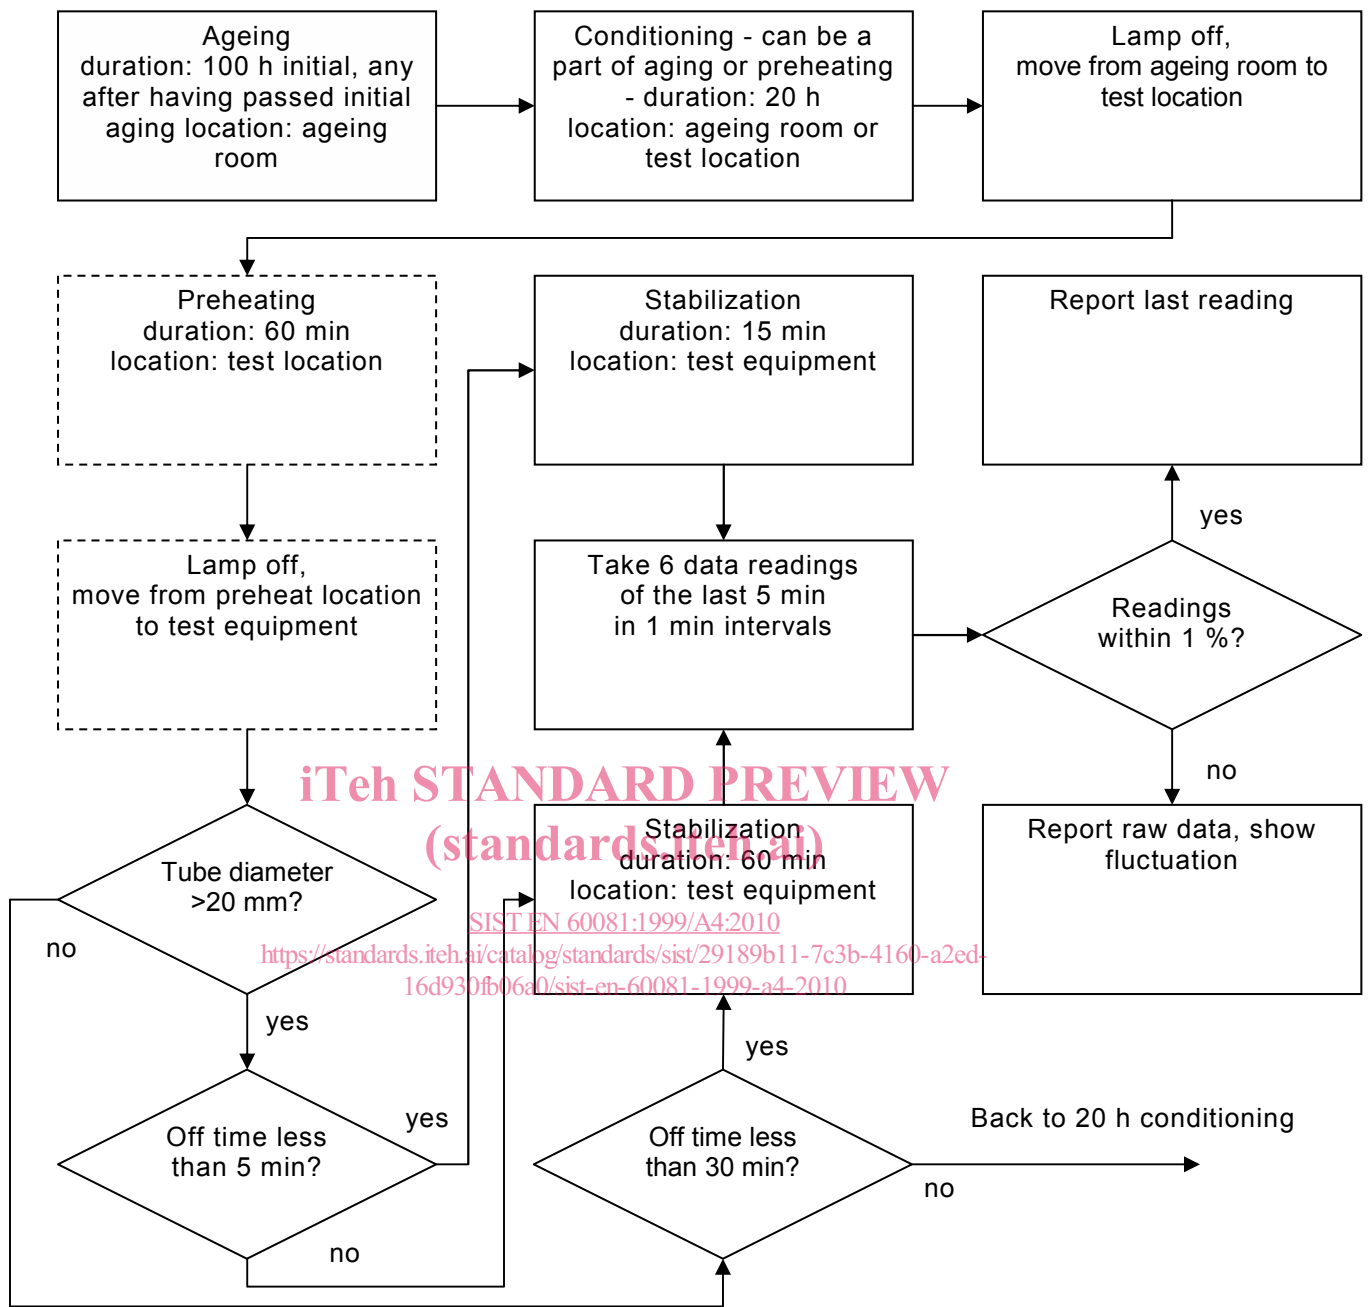 Ageing
duration: 100 h initial, any
after having passed initial
aging location: ageing
room
Conditioning - can be a
part of aging or preheating
- duration: 20 h
location: ageing room or
test location
Lamp off,
move from ageing room to
test location
Preheating
duration: 60 min
location: test location
Stabilization
duration: 15 min
location: test equipment
Report last reading
yes
Lamp off,
move from preheat location
to test equipment
Take 6 data readings
of the last 5 min
in 1 min intervals
Readings
within 1 %?
no
iTeh STANDARD PREVIEW
(standards.iteh.ai)
Tube diameter
>20 mm?
no
Stabilization
duration: 60 min
location: test equipment
Report raw data, show
fluctuation
SIST EN 60081:1999/A4:2010
https://standards.iteh.ai/catalog/standards/sist/29189b11-7c3b-4160-a2ed-
16d930fb06a0/sist-en-60081-1999-a4-2010
yes
yes
Off time less
than 5 min?
yes
no
Off time less
than 30 min?
no
Back to 20 h conditioning